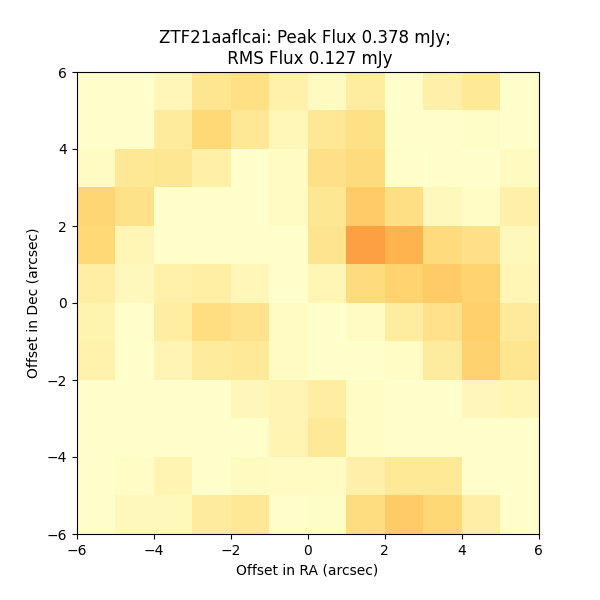 ZTF21aaflcai: Peak Flux 0.378 mJy;
RMS Flux 0.127 mJy
6
4
2
0
−2
−4
−6
Offset in Dec (arcsec)
−6 −4 −2 0 2 4 6
Offset in RA (arcsec)